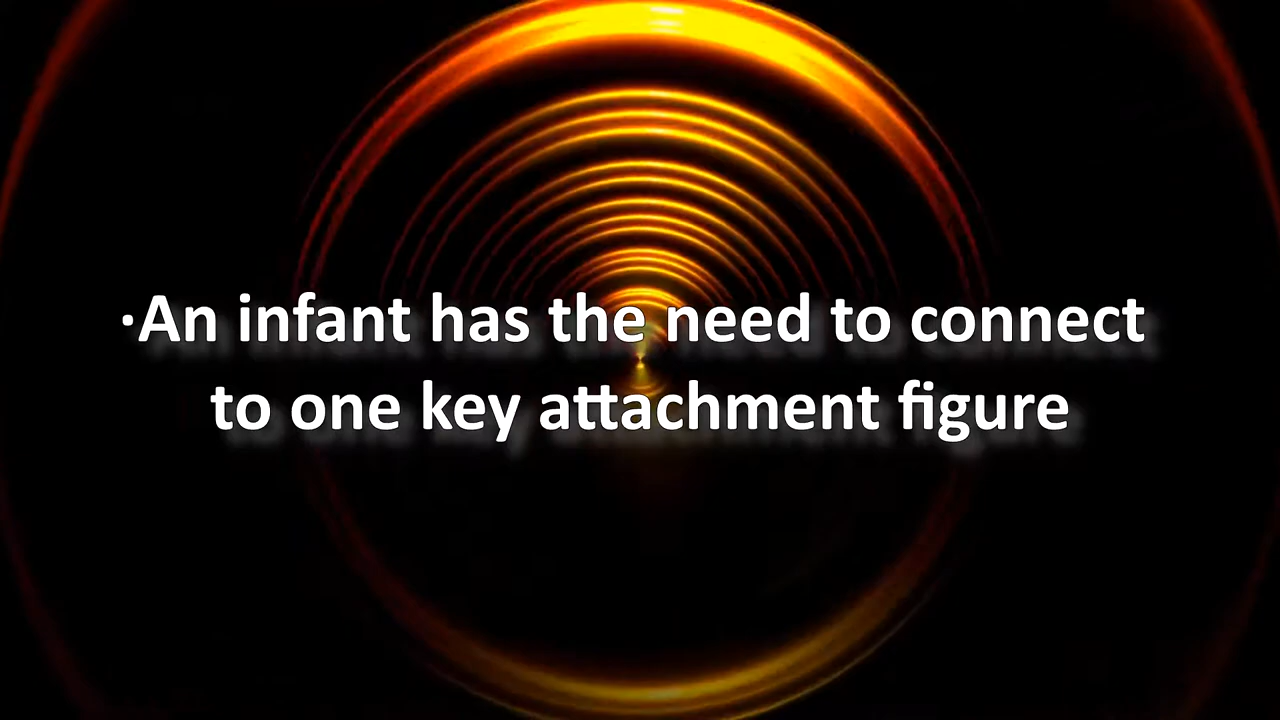 ·An infant has the need to connect
to one key attachment figure